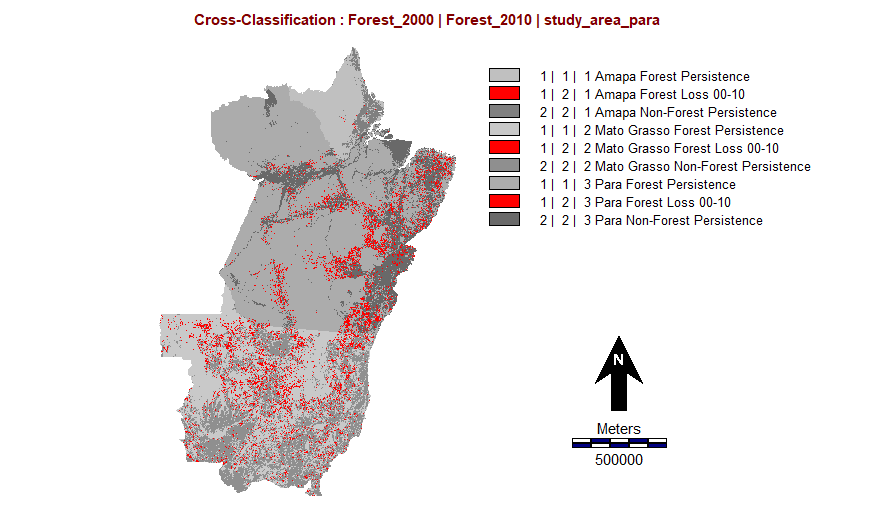 Cross-Classification : Forest_2000 | Forest_2010 | study_area_para
1 | 1 | 1 Amapa Forest Persistence
1 | 2 | 1 Amapa Forest Loss 00-10
2 | 2 | 1 Amapa Non-Forest Persistence
1 | 1 | 2 Mato Grasso Forest Persistence
1 | 2 | 2 Mato Grasso Forest Loss 00-10
2 | 2 | 2 Mato Grasso Non-Forest Persistence
1 | 1 | 3 Para Forest Persistence
1 | 2 | 3 Para Forest Loss 00-10
2 | 2 | 3 Para Non-Forest Persistence
N
Meters
500000